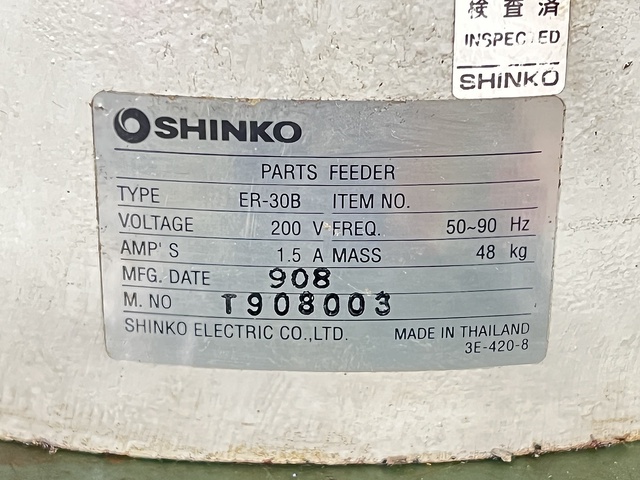 検査済
INSPECTED
SHINKO
SHINKO
PARTS FEEDER
TYPE ER-30B ITEM NO.
VOLTAGE 200 V FREQ. 50~90 Hz
AMP'S 1.5 A MASS 48 kg
MFG. DATE 908
M. NO T908003
SHINKO ELECTRIC CO.,LTD. MADE IN THAILAND
3E-420-8